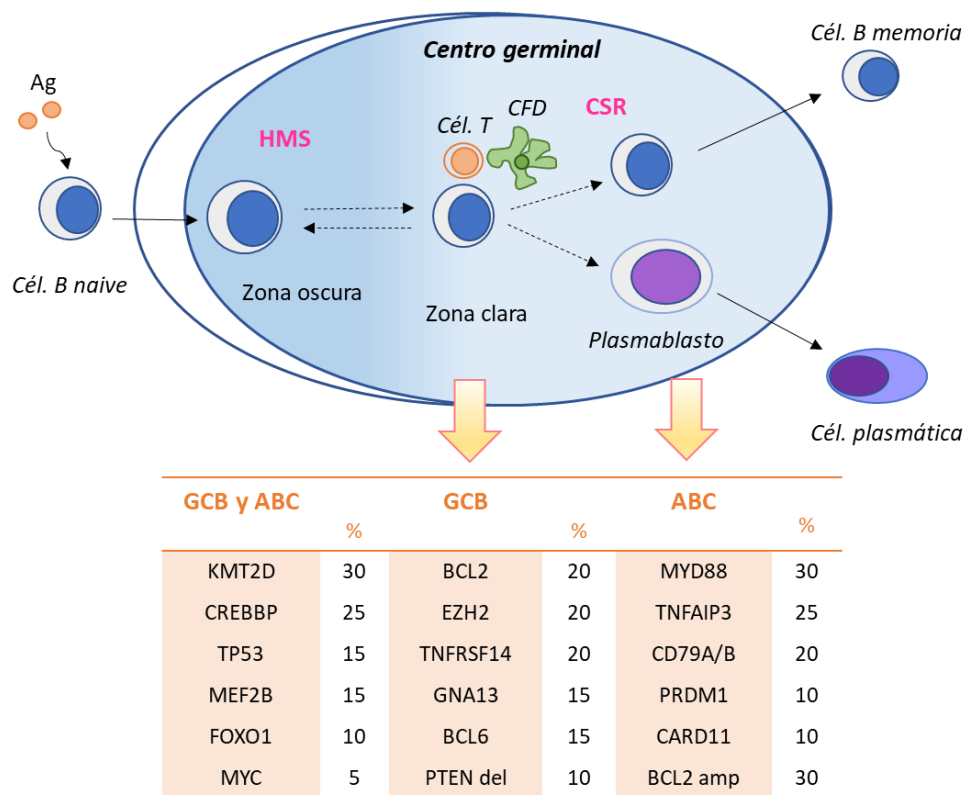 Centro germinal
Cél. B memoria
Ag
HMS
Cél. T
CFD
CSR
Cél. B naive
Zona oscura
Zona clara
Plasmablasto
Cél. plasmática
GCB y ABC % GCB % ABC %
KMT2D 30 BCL2 20 MYD88 30
CREBBP 25 EZH2 20 TNFAIP3 25
TP53 15 TNFRSF14 20 CD79A/B 20
MEF2B 15 GNA13 15 PRDM1 10
FOXO1 10 BCL6 15 CARD11 10
MYC 5 PTEN del 10 BCL2 amp 30